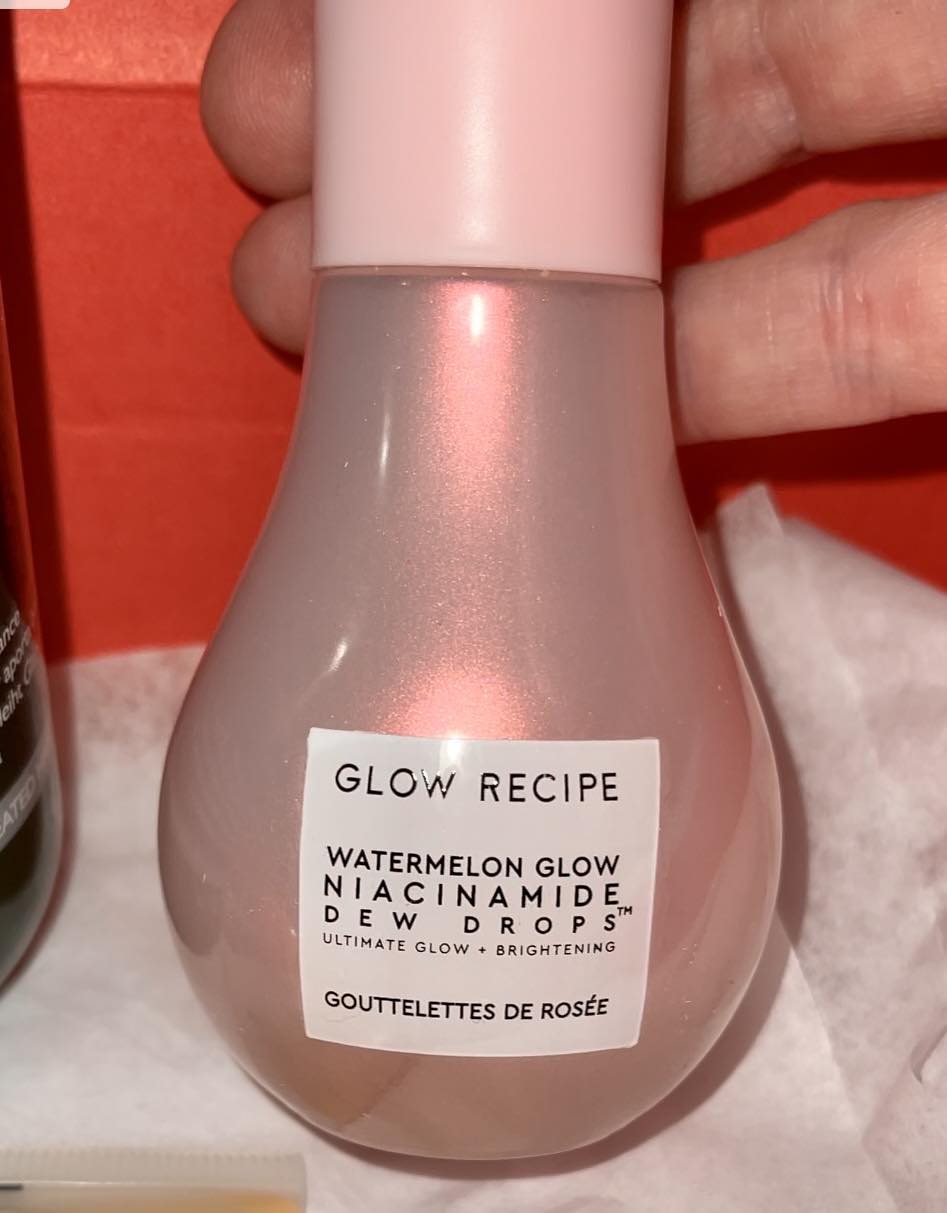 GLOW RECIPE
WATERMELON GLOW
NIACINAMIDE
DEW DROPS™
ULTIMATE GLOW + BRIGHTENING
GOUTTELETTES DE ROSÉE